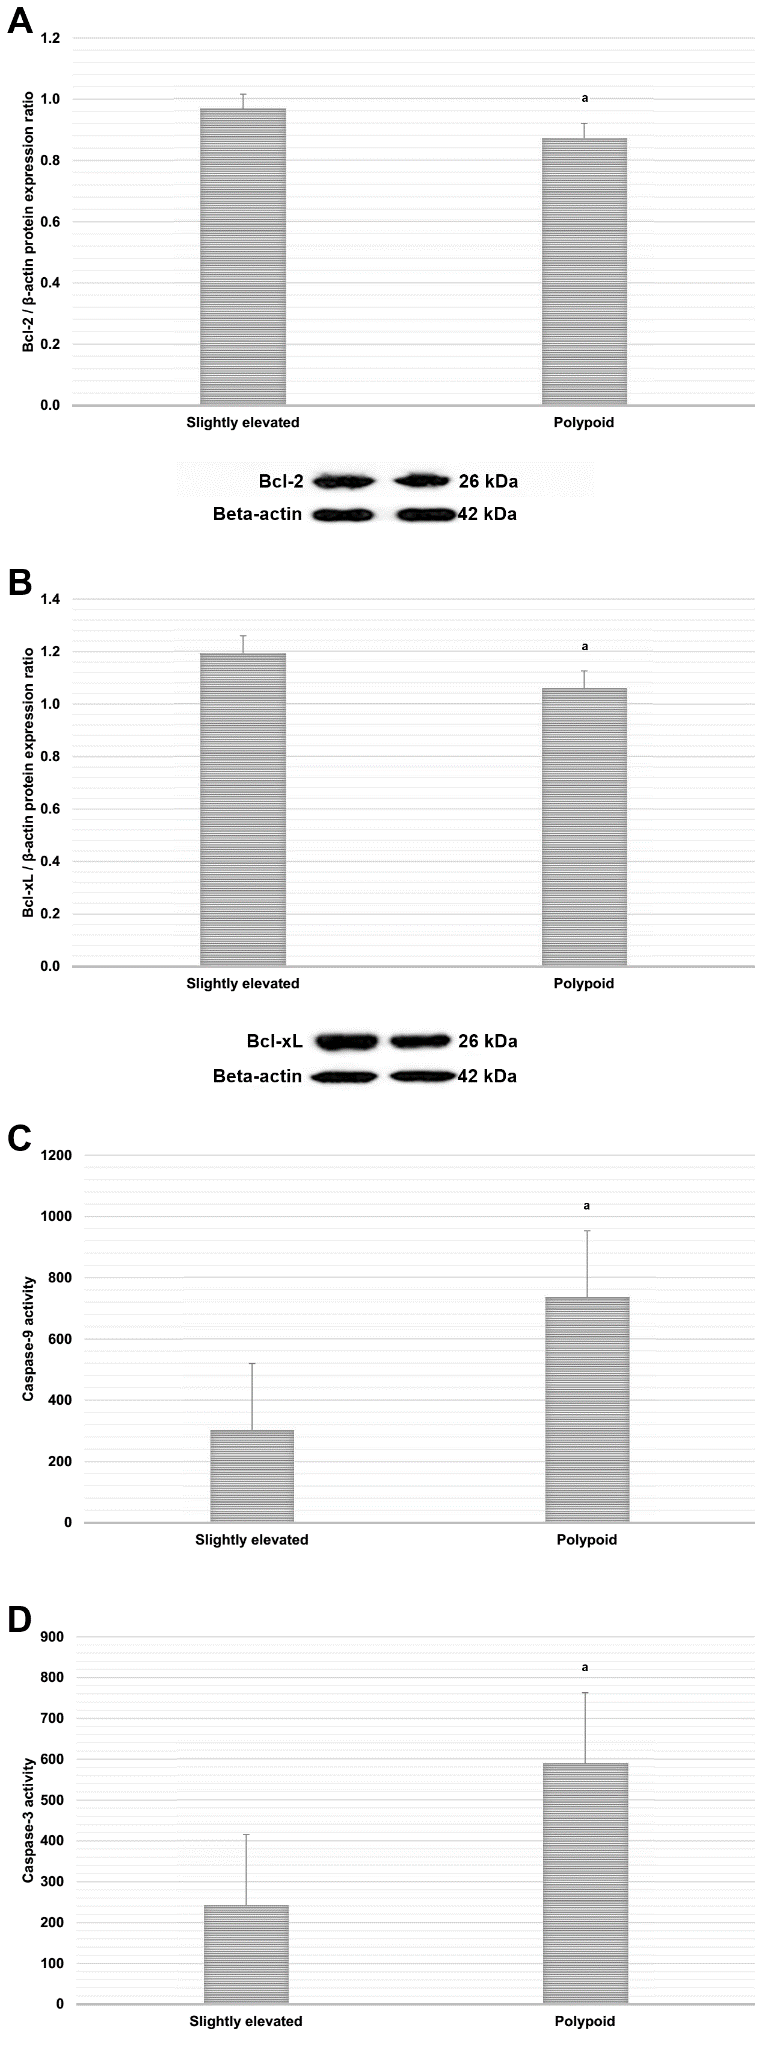 A
1.2
1.0
0.8
0.6
0.4
0.2
0.0
Bcl-2 / β-actin protein expression ratio
a
Slightly elevated Polypoid
Bcl-2 26 kDa
Beta-actin 42 kDa
B
1.4
1.2
1.0
0.8
0.6
0.4
0.2
0.0
Bcl-xL / β-actin protein expression ratio
a
Slightly elevated Polypoid
Bcl-xL 26 kDa
Beta-actin 42 kDa
C
1200
1000
800
600
400
200
0
Caspase-9 activity
a
Slightly elevated Polypoid
D
900
800
700
600
500
400
300
200
100
0
Caspase-3 activity
a
Slightly elevated Polypoid